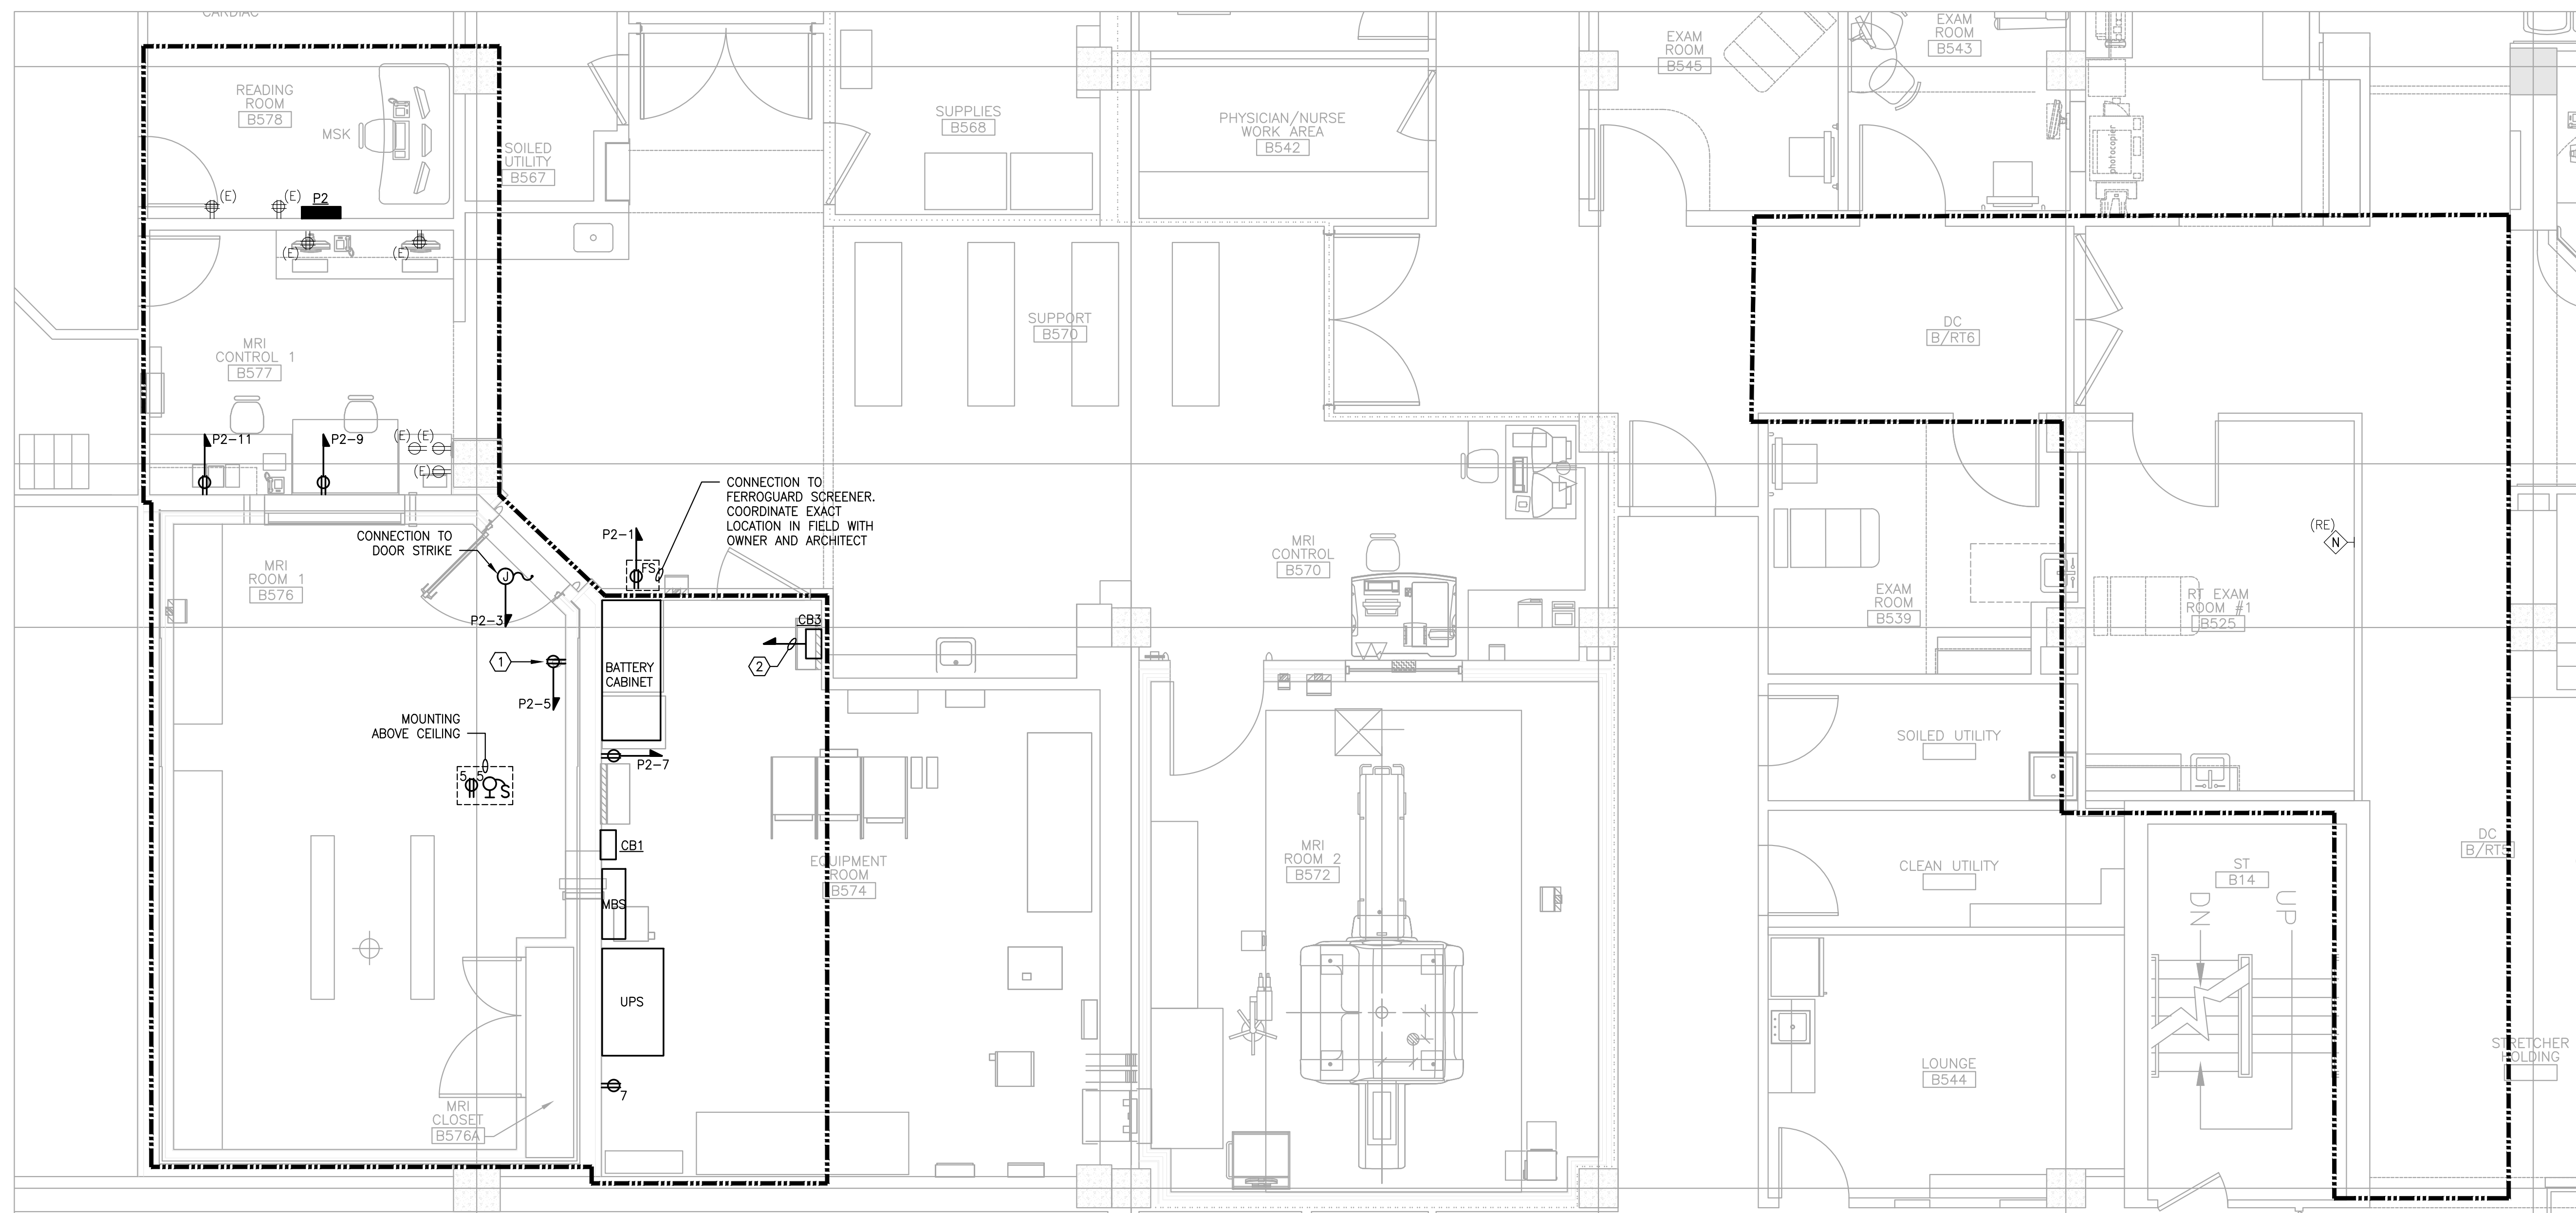 CARDIAC
READING
ROOM
B578
MSK
(E)
(E)
P2
(E)
(E)
SOILED
UTILITY
B567
SUPPLIES
B568
PHYSICIAN/NURSE
WORK AREA
B542
EXAM
ROOM
B545
EXAM
ROOM
B543
photocopier
MRI
CONTROL 1
B577
SUPPORT
B570
DC
B/RT6
P2-11
P2-9
(E) (E)
(E)
CONNECTION TO
DOOR STRIKE
J
P2-3
P2-1
FS
CONNECTION TO
FERROGUARD SCREENER.
COORDINATE EXACT
LOCATION IN FIELD WITH
OWNER AND ARCHITECT
MRI
ROOM 1
B576
1
P2-5
BATTERY
CABINET
CB3
2
MRI
CONTROL
B570
EXAM
ROOM
B539
RT EXAM
ROOM #1
B525
(RE)
N
MOUNTING
ABOVE CEILING
5
5
S
P2-7
CB1
MBS
EQUIPMENT
ROOM
B574
UPS
7
MRI
CLOSET
B576A
MRI
ROOM 2
B572
SOILED UTILITY
CLEAN UTILITY
LOUNGE
B544
ST
B14
DN
UP
DC
B/RT5
STRETCHER
HOLDING